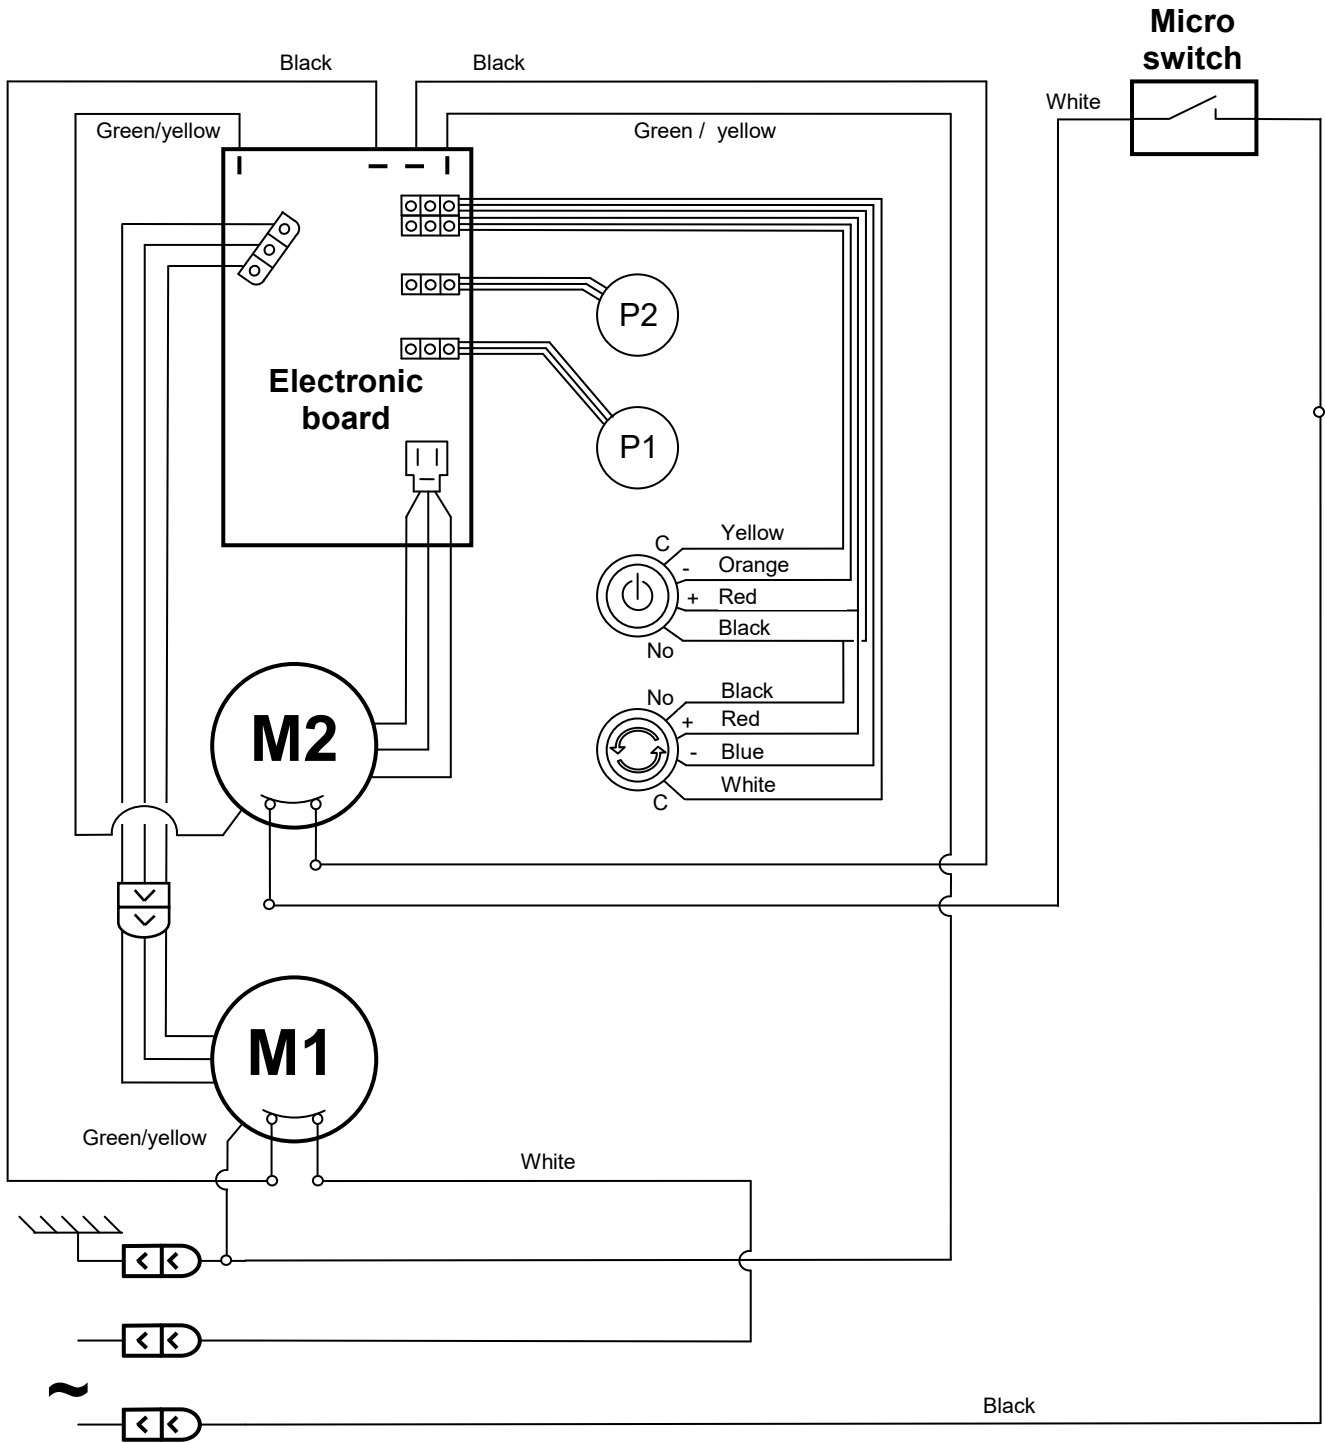 Micro
switch
Black
Black
White
Green/yellow
Green / yellow
P2
Electronic
board
P1
Yellow
C
Orange
-
+
Red
Black
No
Black
No
+
Red
-
Blue
White
C
M2
M1
Green/yellow
White
~
Black